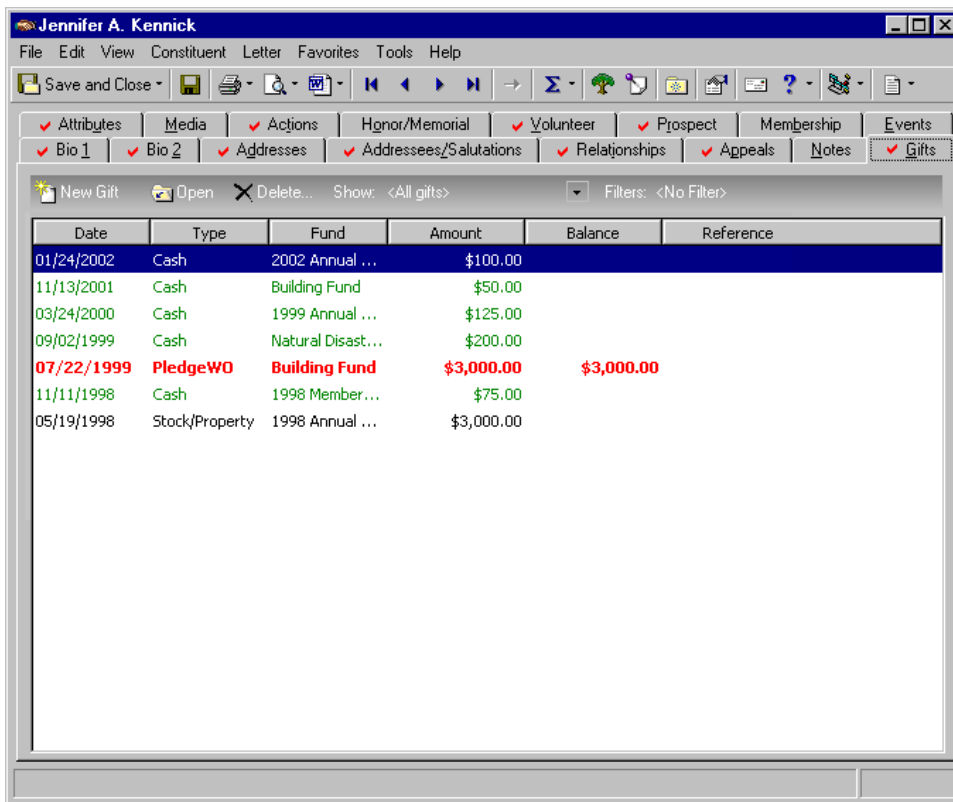 Jennifer A. Kennick
File Edit View Constituent Letter Favorites Tools Help
Save and Close
Attributes Media Actions Honor/Memorial Volunteer Prospect Membership Events
Bio 1 Bio 2 Addresses Addressees/Salutations Relationships Appeals Notes Gifts
New Gift Open Delete... Show: <All gifts> Filters: <No Filter>
Date Type Fund Amount Balance Reference
01/24/2002 Cash 2002 Annual ... $100.00
11/13/2001 Cash Building Fund $50.00
03/24/2000 Cash 1999 Annual ... $125.00
09/02/1999 Cash Natural Disast... $200.00
07/22/1999 PledgeWO Building Fund $3,000.00 $3,000.00
11/11/1998 Cash 1998 Member... $75.00
05/19/1998 Stock/Property 1998 Annual ... $3,000.00